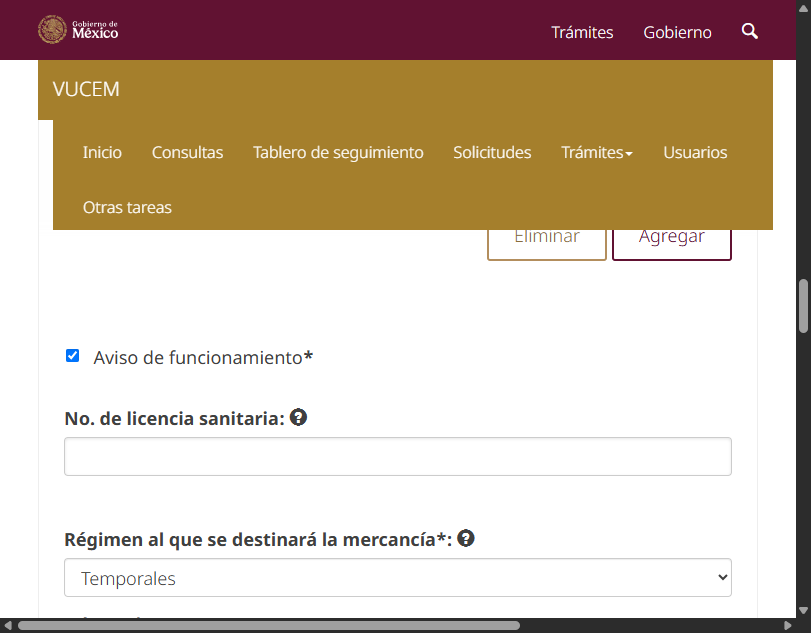 Gobierno de
México
Trámites
Gobierno
VUCEM
Inicio
Consultas
Tablero de seguimiento
Solicitudes
Trámites
Usuarios
Otras tareas
Eliminar
Agregar
Aviso de funcionamiento*
No. de licencia sanitaria:
Régimen al que se destinará la mercancía*:
Temporales